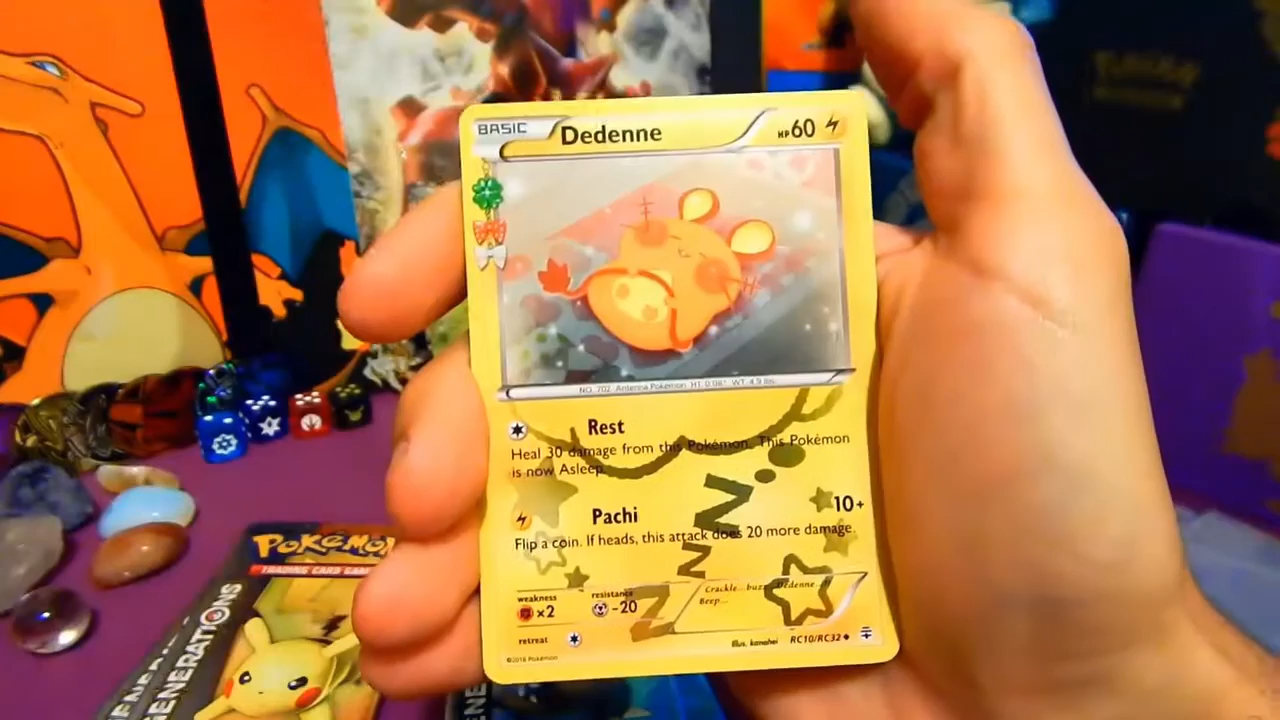 BASIC
Dedenne
HP60
NO. 702 Antenna Pokémon HT: 0'08" WT: 4.9 lbs.
Rest
Heal 30 damage from this Pokémon. This Pokémon
is now Asleep.
Pachi
10+
Flip a coin. If heads, this attack does 20 more damage.
weakness
×2
resistance
-20
Crackle... buzz... Dedenne...
Beep...
retreat
Illus. kanahei
RC10/RC32
©2016 Pokémon
POKÉMON
TRADING CARD GAME
GENERATIONS